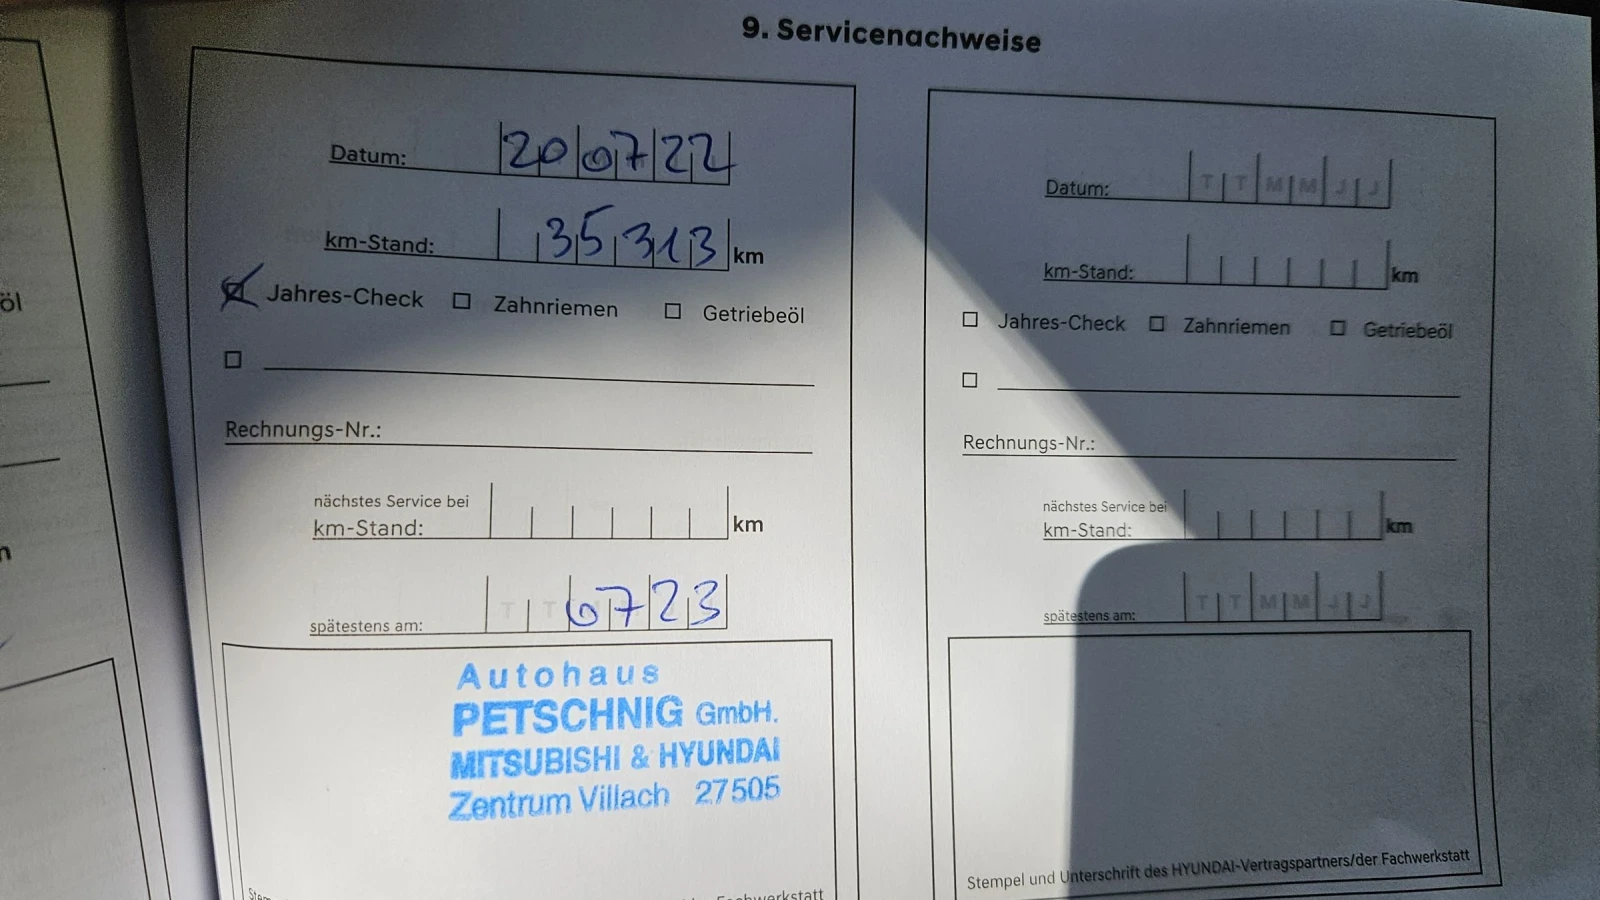 9. Servicenachweise
Datum: 20 07 22
km-Stand: 35313 km
Jahres-Check Zahnriemen Getriebeöl
Rechnungs-Nr.:
nächstes Service bei
km-Stand: km
spätestens am: T T 07 23
Autohaus
PETSCHNIG GmbH.
MITSUBISHI & HYUNDAI
Zentrum Villach 27505
Fachwerkstatt
Datum: T T M M J J
km-Stand: km
Jahres-Check Zahnriemen Getriebeöl
Rechnungs-Nr.:
nächstes Service bei
km-Stand: km
spätestens am: T T M M J J
Stempel und Unterschrift des HYUNDAI-Vertragspartners/der Fachwerkstatt
öl